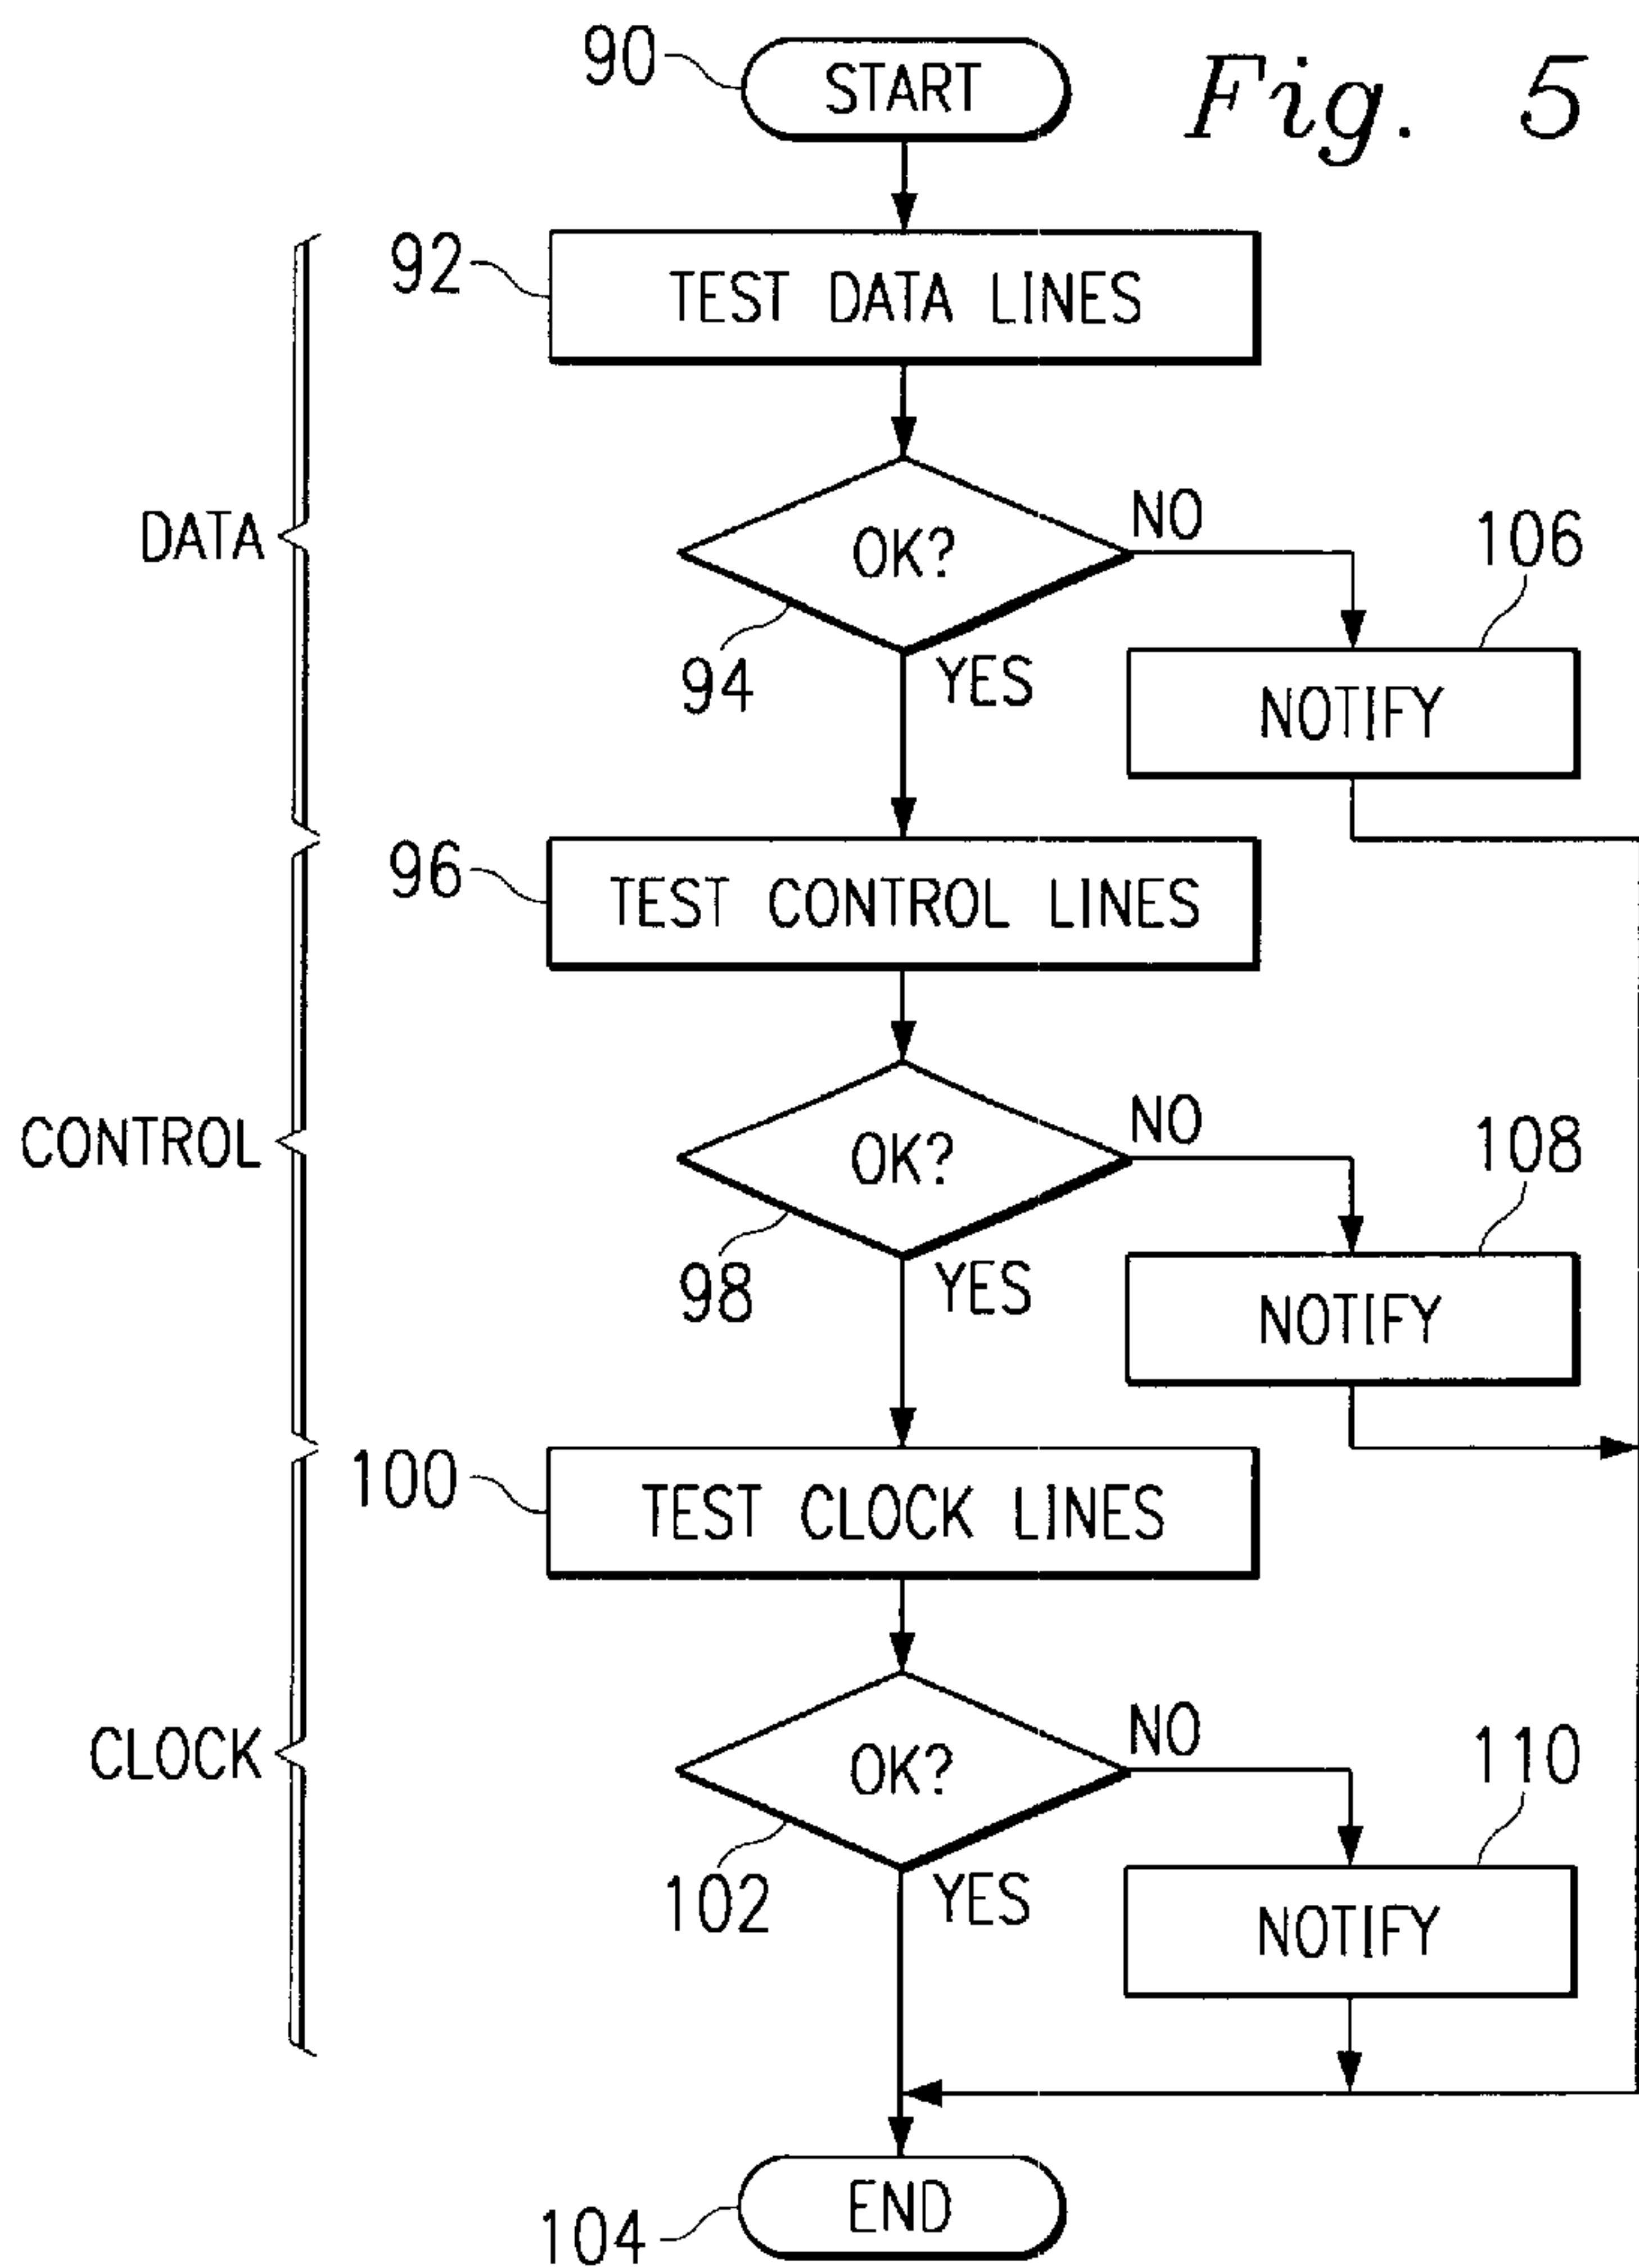 90 START Fig. 5
92 TEST DATA LINES
DATA OK? NO
94 YES
106
NOTIFY
96 TEST CONTROL LINES
CONTROL OK? NO
98 YES
108
NOTIFY
100 TEST CLOCK LINES
CLOCK OK? NO
102 YES
110
NOTIFY
104 END